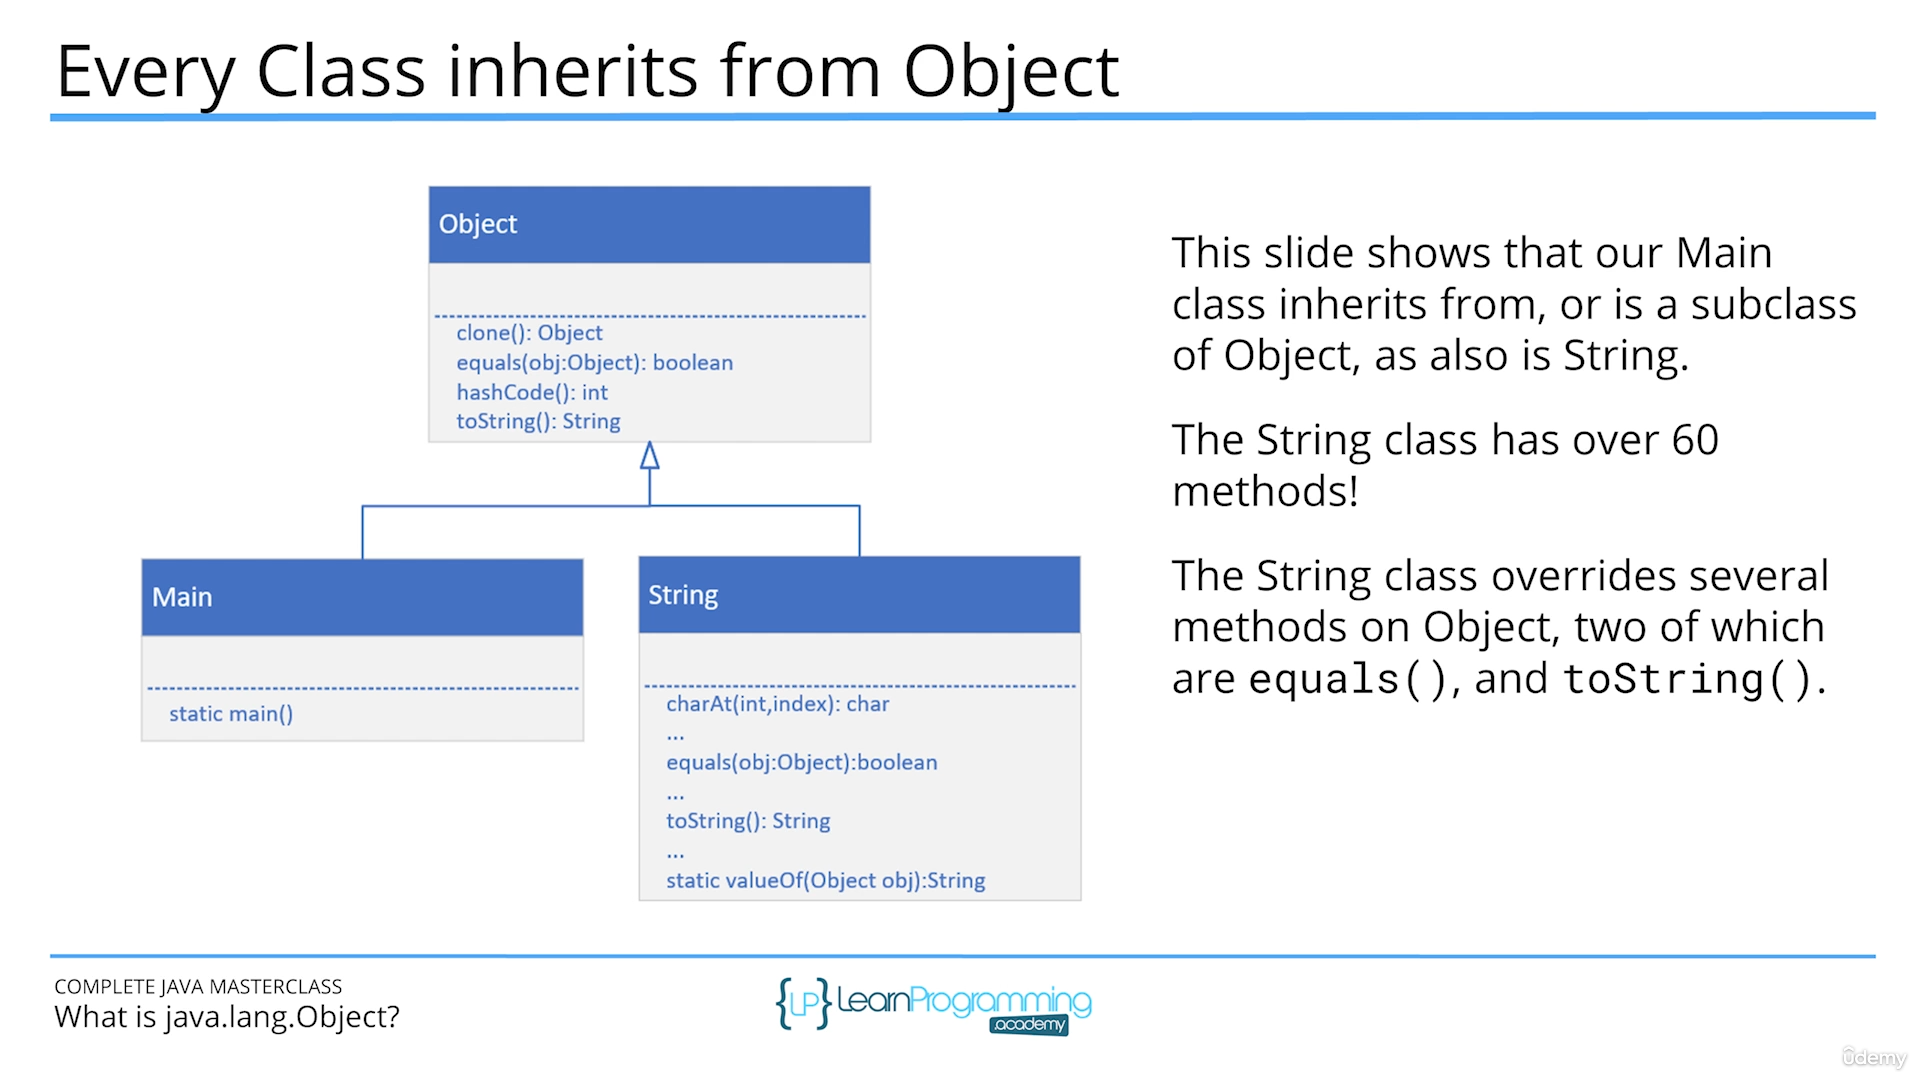 Every Class inherits from Object
Object
clone(): Object
equals(obj:Object): boolean
hashCode(): int
toString(): String
Main
static main()
String
charAt(int,index): char
...
equals(obj:Object):boolean
...
toString(): String
...
static valueOf(Object obj):String
This slide shows that our Main
class inherits from, or is a subclass
of Object, as also is String.
The String class has over 60
methods!
The String class overrides several
methods on Object, two of which
are equals(), and toString().
COMPLETE JAVA MASTERCLASS
What is java.lang.Object?
{LP} LearnProgramming
.academy
udemy